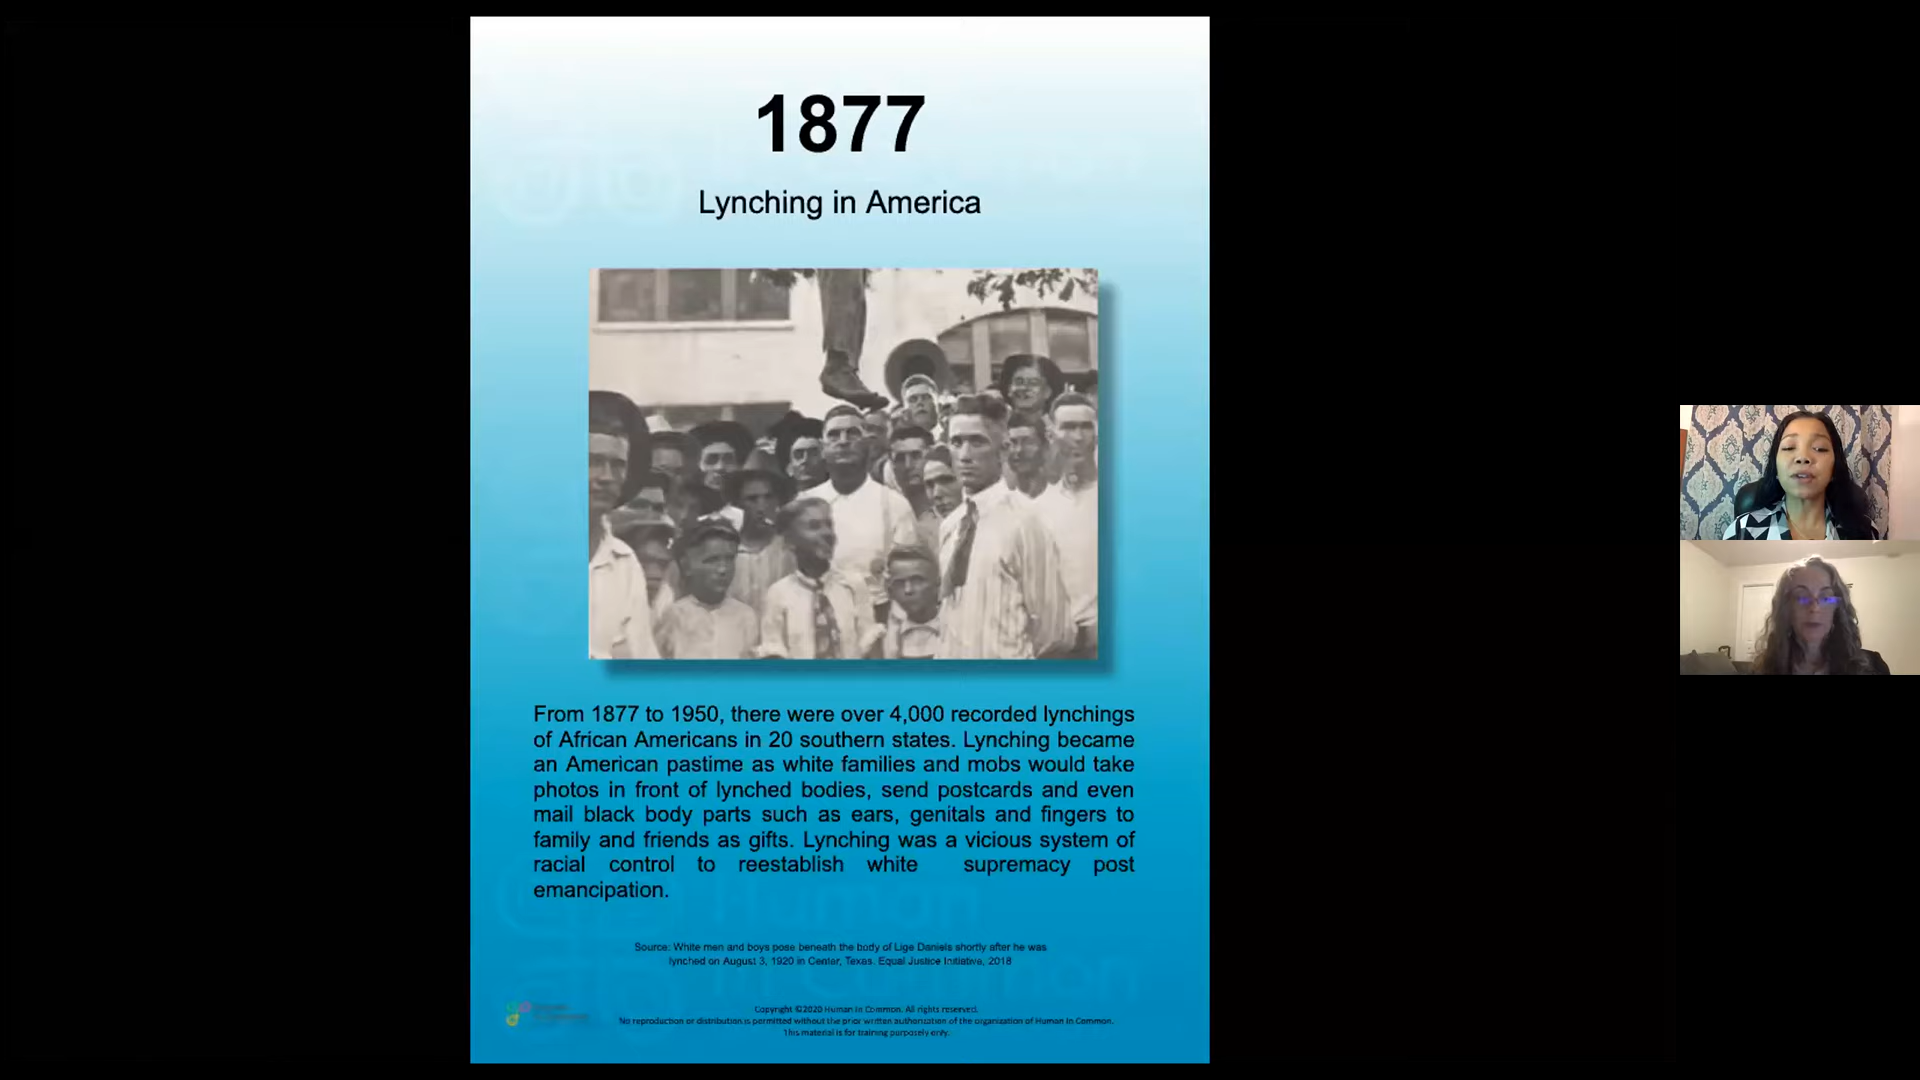 1877
Lynching in America
From 1877 to 1950, there were over 4,000 recorded lynchings
of African Americans in 20 southern states. Lynching became
an American pastime as white families and mobs would take
photos in front of lynched bodies, send postcards and even
mail black body parts such as ears, genitals and fingers to
family and friends as gifts. Lynching was a vicious system of
racial control to reestablish white supremacy post
emancipation.
Source: White men and boys pose beneath the body of Lige Daniels shortly after he was
lynched on August 3, 1920 in Center, Texas. Equal Justice Initiative, 2018
Copyright ©2020 Human In Common. All rights reserved.
No reproduction or distribution is permitted without the prior written authorization of the organization of Human In Common.
This material is for training purposely only.
Human
In Common